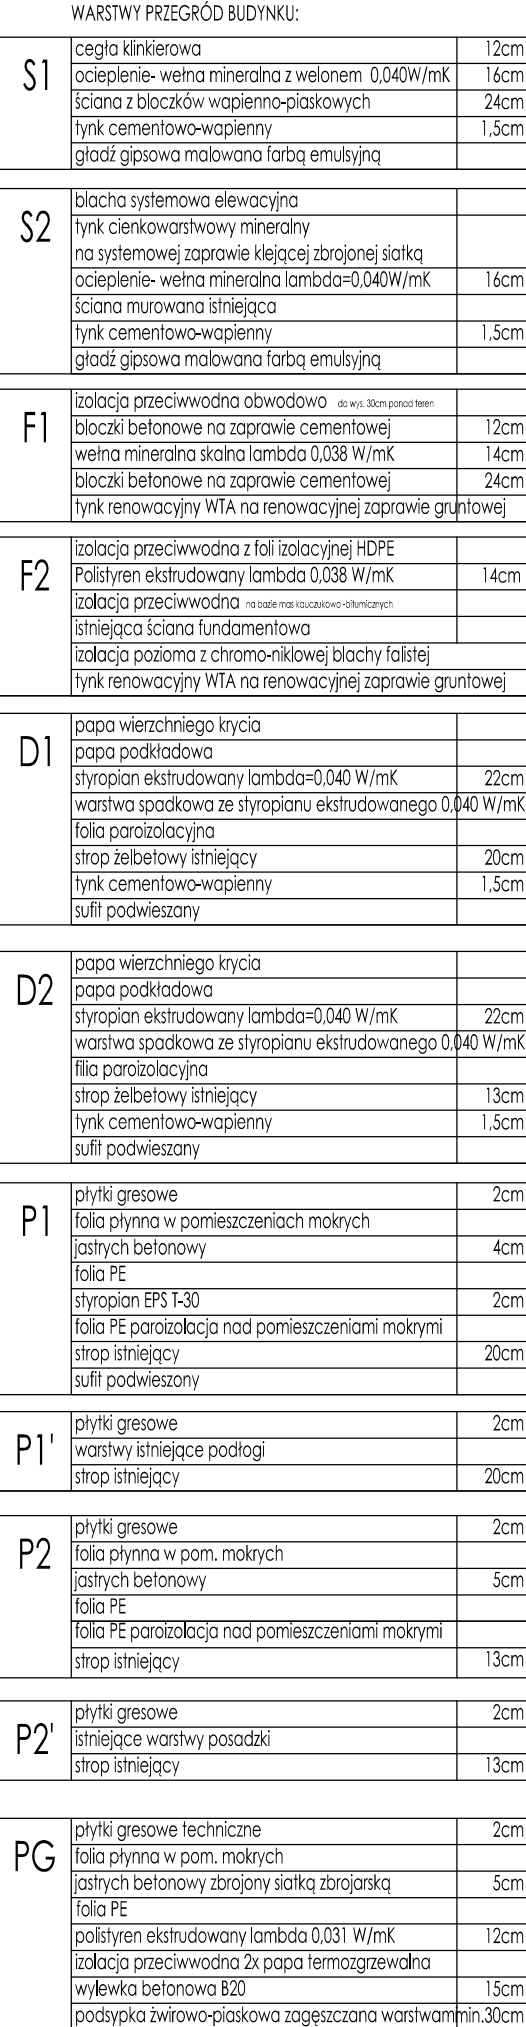 WARSTWY PRZEGRÓD BUDYNKU:
S1
cegła klinkierowa 12cm
ocieplenie- wełna mineralna z welonem 0,040W/mK 16cm
ściana z bloczków wapienno-piaskowych 24cm
tynk cementowo-wapienny 1,5cm
gładź gipsowa malowana farbą emulsyjną
S2
blacha systemowa elewacyjna
tynk cienkowarstwowy mineralny
na systemowej zaprawie klejącej zbrojonej siatką
ocieplenie- wełna mineralna lambda=0,040W/mK 16cm
ściana murowana istniejąca
tynk cementowo-wapienny 1,5cm
gładź gipsowa malowana farbą emulsyjną
F1
izolacja przeciwwodna obwodowo do wys. 30cm ponad teren
bloczki betonowe na zaprawie cementowej 12cm
wełna mineralna skalna lambda 0,038 W/mK 14cm
bloczki betonowe na zaprawie cementowej 24cm
tynk renowacyjny WTA na renowacyjnej zaprawie gruntowej
F2
izolacja przeciwwodna z foli izolacyjnej HDPE
Polistyren ekstrudowany lambda 0,038 W/mK 14cm
izolacja przeciwwodna na bazie mas kauczukowo -bitumicznych
istniejąca ściana fundamentowa
izolacja pozioma z chromo-niklowej blachy falistej
tynk renowacyjny WTA na renowacyjnej zaprawie gruntowej
D1
papa wierzchniego krycia
papa podkładowa
styropian ekstrudowany lambda=0,040 W/mK 22cm
warstwa spadkowa ze styropianu ekstrudowanego 0,040 W/mK
folia paroizolacyjna
strop żelbetowy istniejący 20cm
tynk cementowo-wapienny 1,5cm
sufit podwieszany
D2
papa wierzchniego krycia
papa podkładowa
styropian ekstrudowany lambda=0,040 W/mK 22cm
warstwa spadkowa ze styropianu ekstrudowanego 0,040 W/mK
filia paroizolacyjna
strop żelbetowy istniejący 13cm
tynk cementowo-wapienny 1,5cm
sufit podwieszany
P1
płytki gresowe 2cm
folia płynna w pomieszczeniach mokrych
jastrych betonowy 4cm
folia PE
styropian EPS T-30 2cm
folia PE paroizolacja nad pomieszczeniami mokrymi
strop istniejący 20cm
sufit podwieszony
P1'
płytki gresowe 2cm
warstwy istniejące podłogi
strop istniejący 20cm
P2
płytki gresowe 2cm
folia płynna w pom. mokrych
jastrych betonowy 5cm
folia PE
folia PE paroizolacja nad pomieszczeniami mokrymi
strop istniejący 13cm
P2'
płytki gresowe 2cm
istniejące warstwy posadzki
strop istniejący 13cm
PG
płytki gresowe techniczne 2cm
folia płynna w pom. mokrych
jastrych betonowy zbrojony siatką zbrojarską 5cm
folia PE
polistyren ekstrudowany lambda 0,031 W/mK 12cm
izolacja przeciwwodna 2x papa termozgrzewalna
wylewka betonowa B20 15cm
podsypka żwirowo-piaskowa zagęszczana warstwammin.30cm